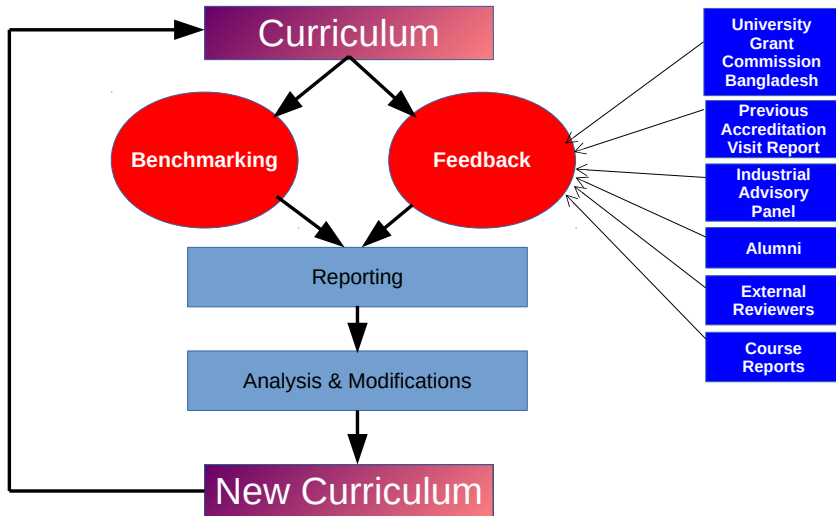 Curriculum
University
Grant
Commission
Bangladesh
Benchmarking
Feedback
Previous
Accreditation
Visit Report
Industrial
Advisory
Panel
Alumni
Reporting
External
Reviewers
Course
Reports
Analysis & Modifications
New Curriculum